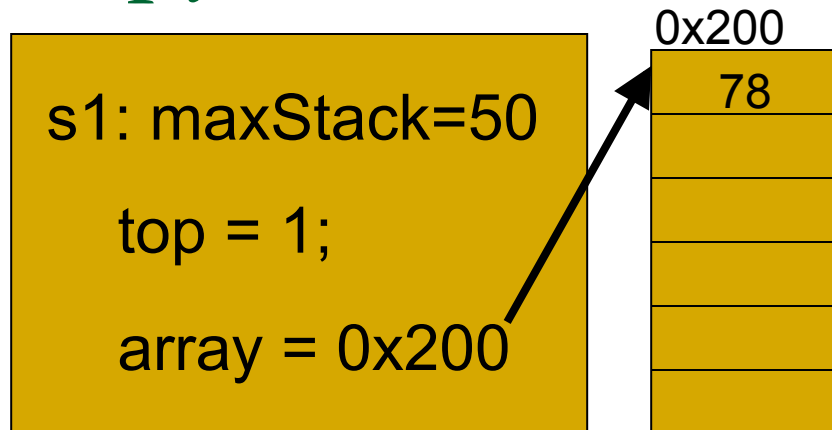 0x200
78
s1: maxStack=50
top = 1;
array = 0x200